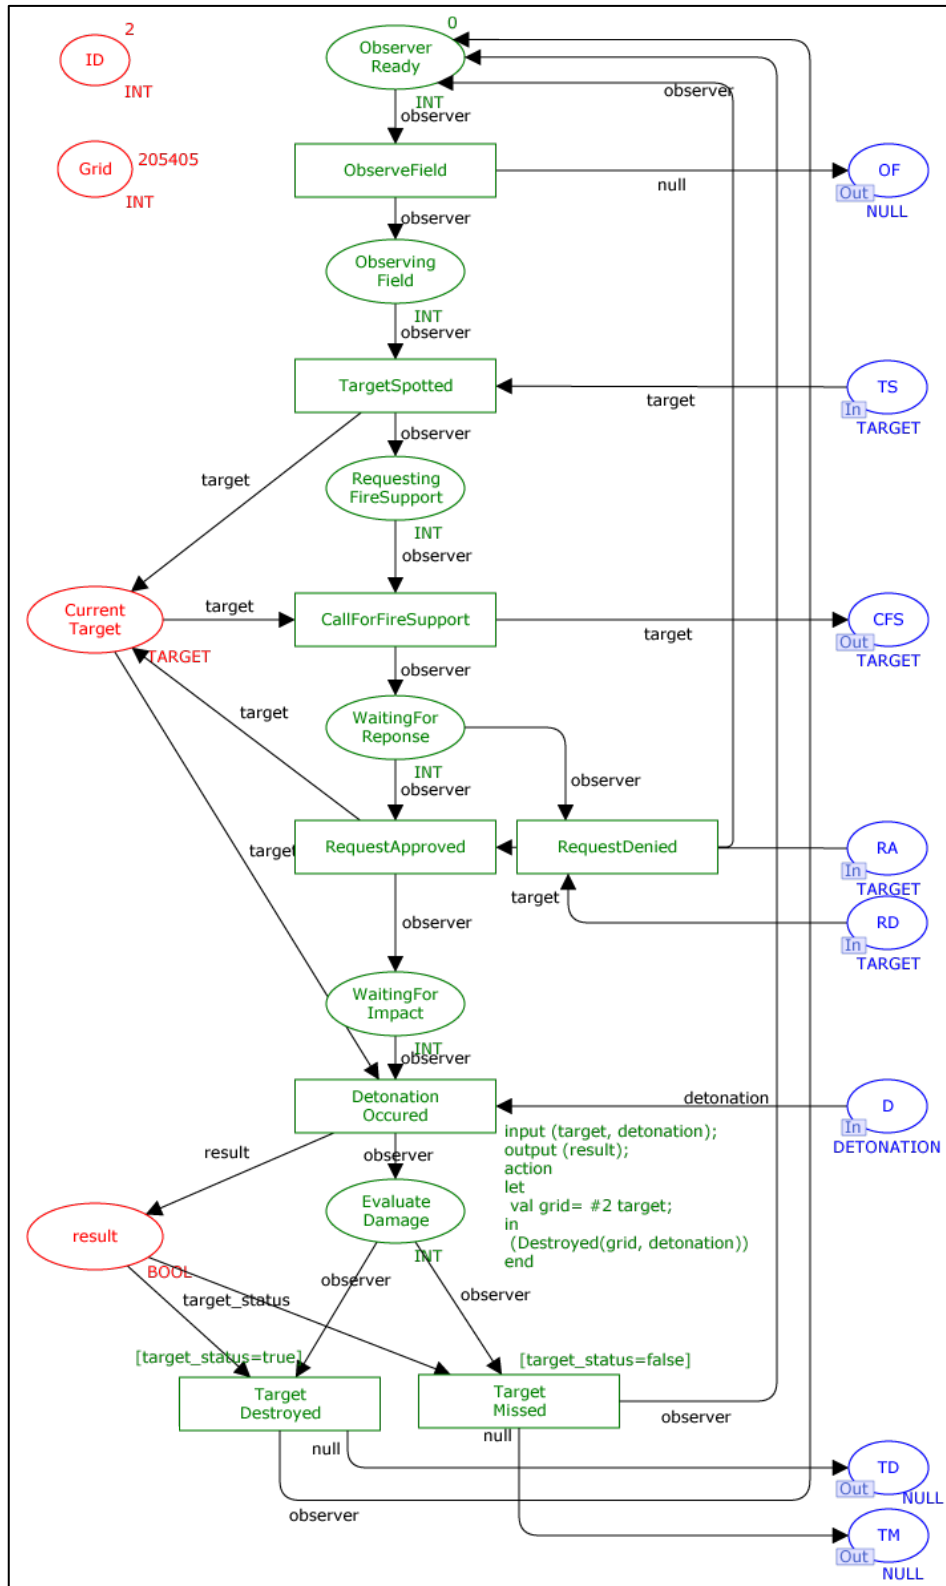 2
ID
INT
0
Observer
Ready
INT
observer
observer
Grid
205405
INT
ObserveField
null
OF
Out
NULL
observer
Observing
Field
INT
observer
TargetSpotted
target
TS
In
TARGET
observer
target
Requesting
FireSupport
INT
observer
Current
Target
TARGET
target
CallForFireSupport
target
CFS
Out
TARGET
observer
target
WaitingFor
Reponse
INT
observer
observer
target
RequestApproved
RequestDenied
RA
In
TARGET
target
RD
In
TARGET
observer
WaitingFor
Impact
INT
observer
Detonation
Occured
detonation
D
In
DETONATION
input (target, detonation);
output (result);
action
let
val grid= #2 target;
in
(Destroyed(grid, detonation))
end
result
observer
Evaluate
Damage
INT
result
BOOL
target_status
observer
observer
[target_status=true]
[target_status=false]
Target
Destroyed
Target
Missed
observer
null
null
TD
Out
NULL
observer
TM
Out
NULL